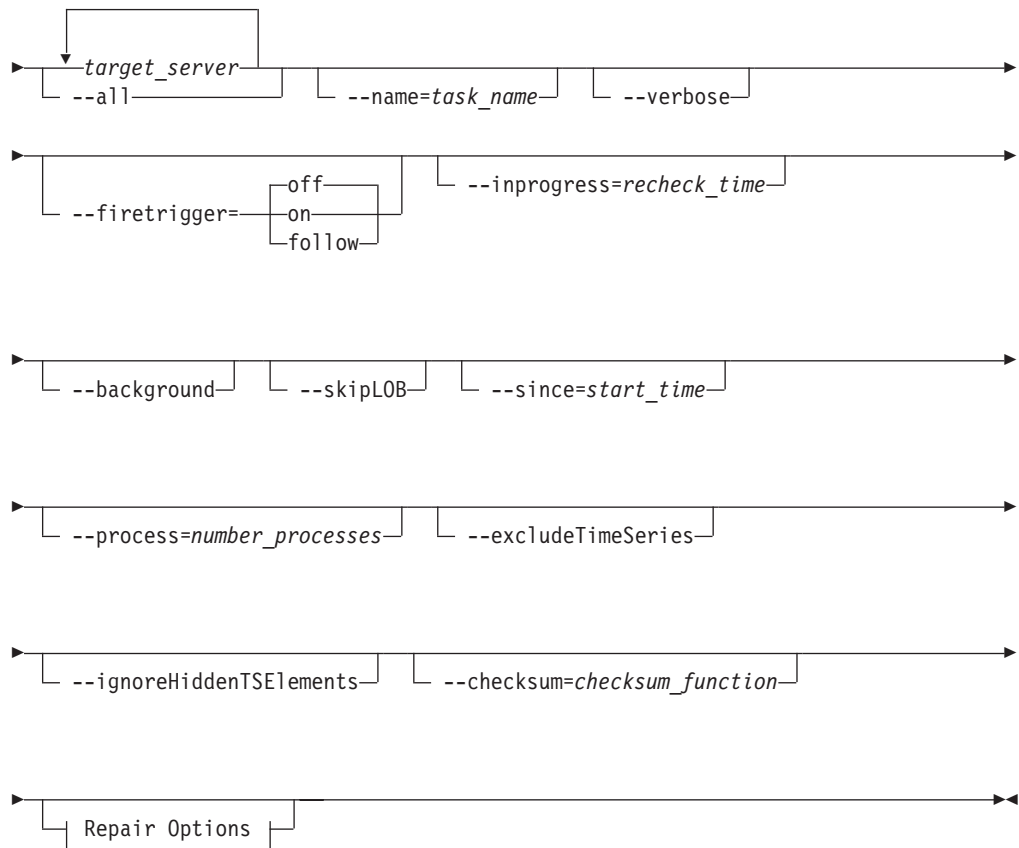 target_server
--all
--name=task_name
--verbose
--firetrigger=
off
on
follow
--inprogress=recheck_time
--background
--skipLOB
--since=start_time
--process=number_processes
--excludeTimeSeries
--ignoreHiddenTSElements
--checksum=checksum_function
Repair Options